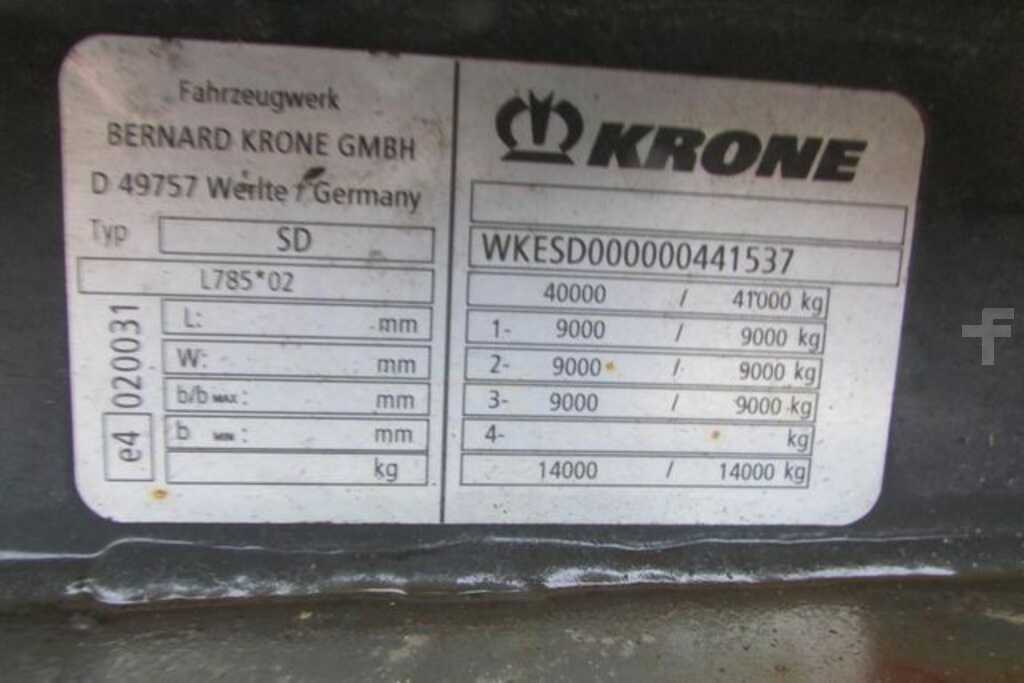 Fahrzeugwerk
BERNARD KRONE GMBH
D 49757 Werlte / Germany
Typ SD
L785*02
e4 020031
L: mm
W: mm
b/b MAX: mm
b MIN: mm
kg
KRONE
WKESD000000441537
40000 / 41000 kg
1- 9000 / 9000 kg
2- 9000 / 9000 kg
3- 9000 / 9000 kg
4- kg
14000 / 14000 kg